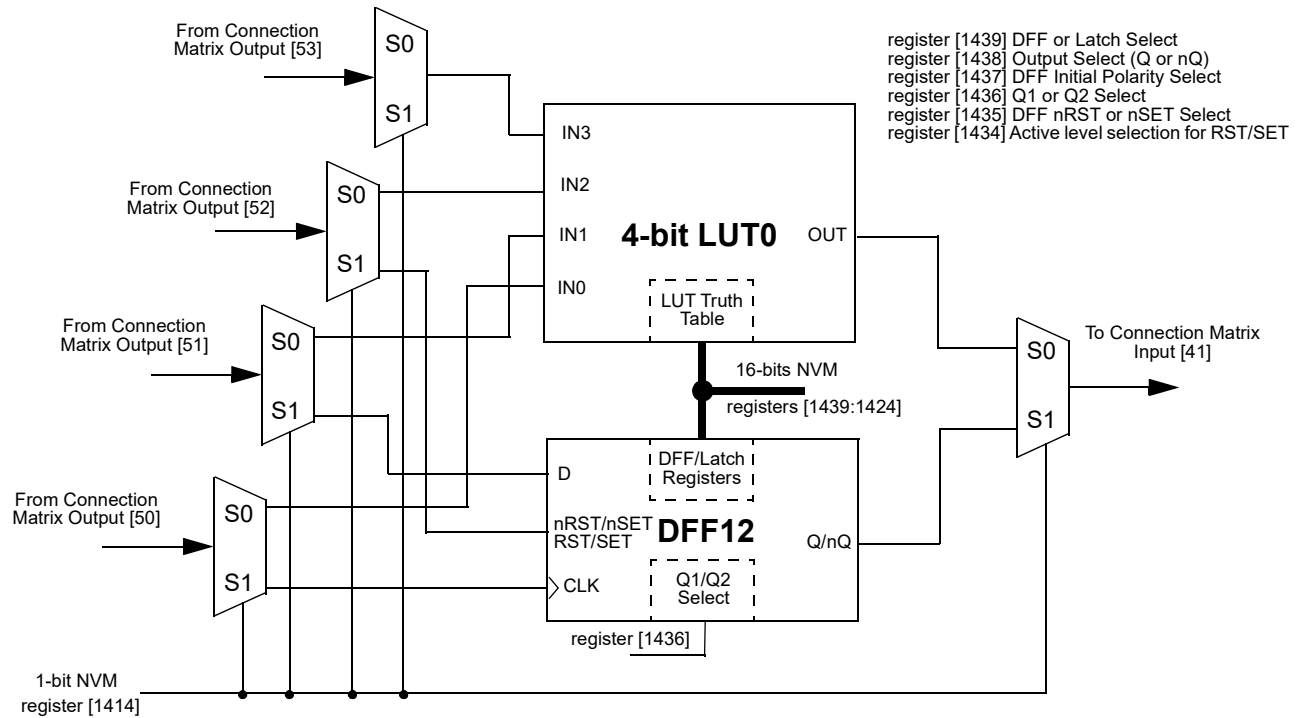 From Connection
Matrix Output [53]
S0
S1
register [1439] DFF or Latch Select
register [1438] Output Select (Q or nQ)
register [1437] DFF Initial Polarity Select
register [1436] Q1 or Q2 Select
register [1435] DFF nRST or nSET Select
register [1434] Active level selection for RST/SET
From Connection
Matrix Output [52]
S0
S1
IN3
IN2
IN1
IN0
4-bit LUT0
OUT
LUT Truth
Table
From Connection
Matrix Output [51]
S0
S1
16-bits NVM
registers [1439:1424]
S0
S1
To Connection Matrix
Input [41]
From Connection
Matrix Output [50]
S0
S1
D
nRST/nSET
RST/SET
CLK
DFF/Latch
Registers
DFF12
Q/nQ
Q1/Q2
Select
register [1436]
1-bit NVM
register [1414]